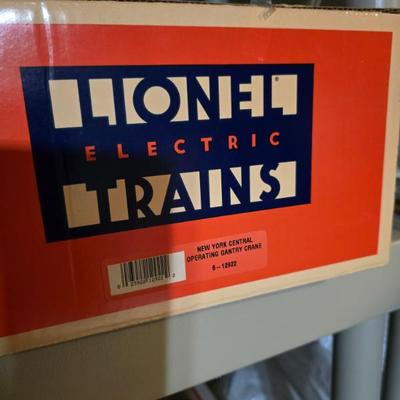 LIONEL®
ELECTRIC
TRAINS
NEW YORK CENTRAL
OPERATING GANTRY CRANE
6-12922